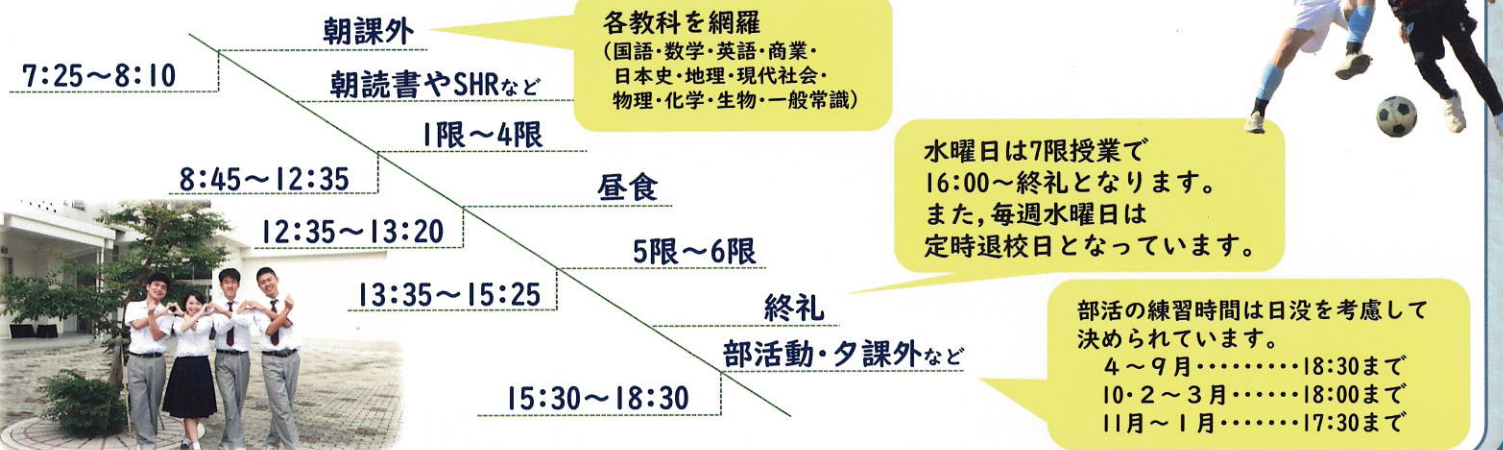 朝課外
7:25～8:10
各教科を網羅
(国語・数学・英語・商業・
日本史・地理・現代社会・
物理・化学・生物・一般常識)
朝読書やSHRなど
1限～4限
8:45～12:35
昼食
12:35～13:20
5限～6限
13:35～15:25
水曜日は7限授業で
16:00～終礼となります。
また,毎週水曜日は
定時退校日となっています。
終礼
部活動・夕課外など
15:30～18:30
部活の練習時間は日没を考慮して
決められています。
4～9月・・・・・・・・・18:30まで
10・2～3月・・・・・・18:00まで
11月～1月・・・・・・・17:30まで